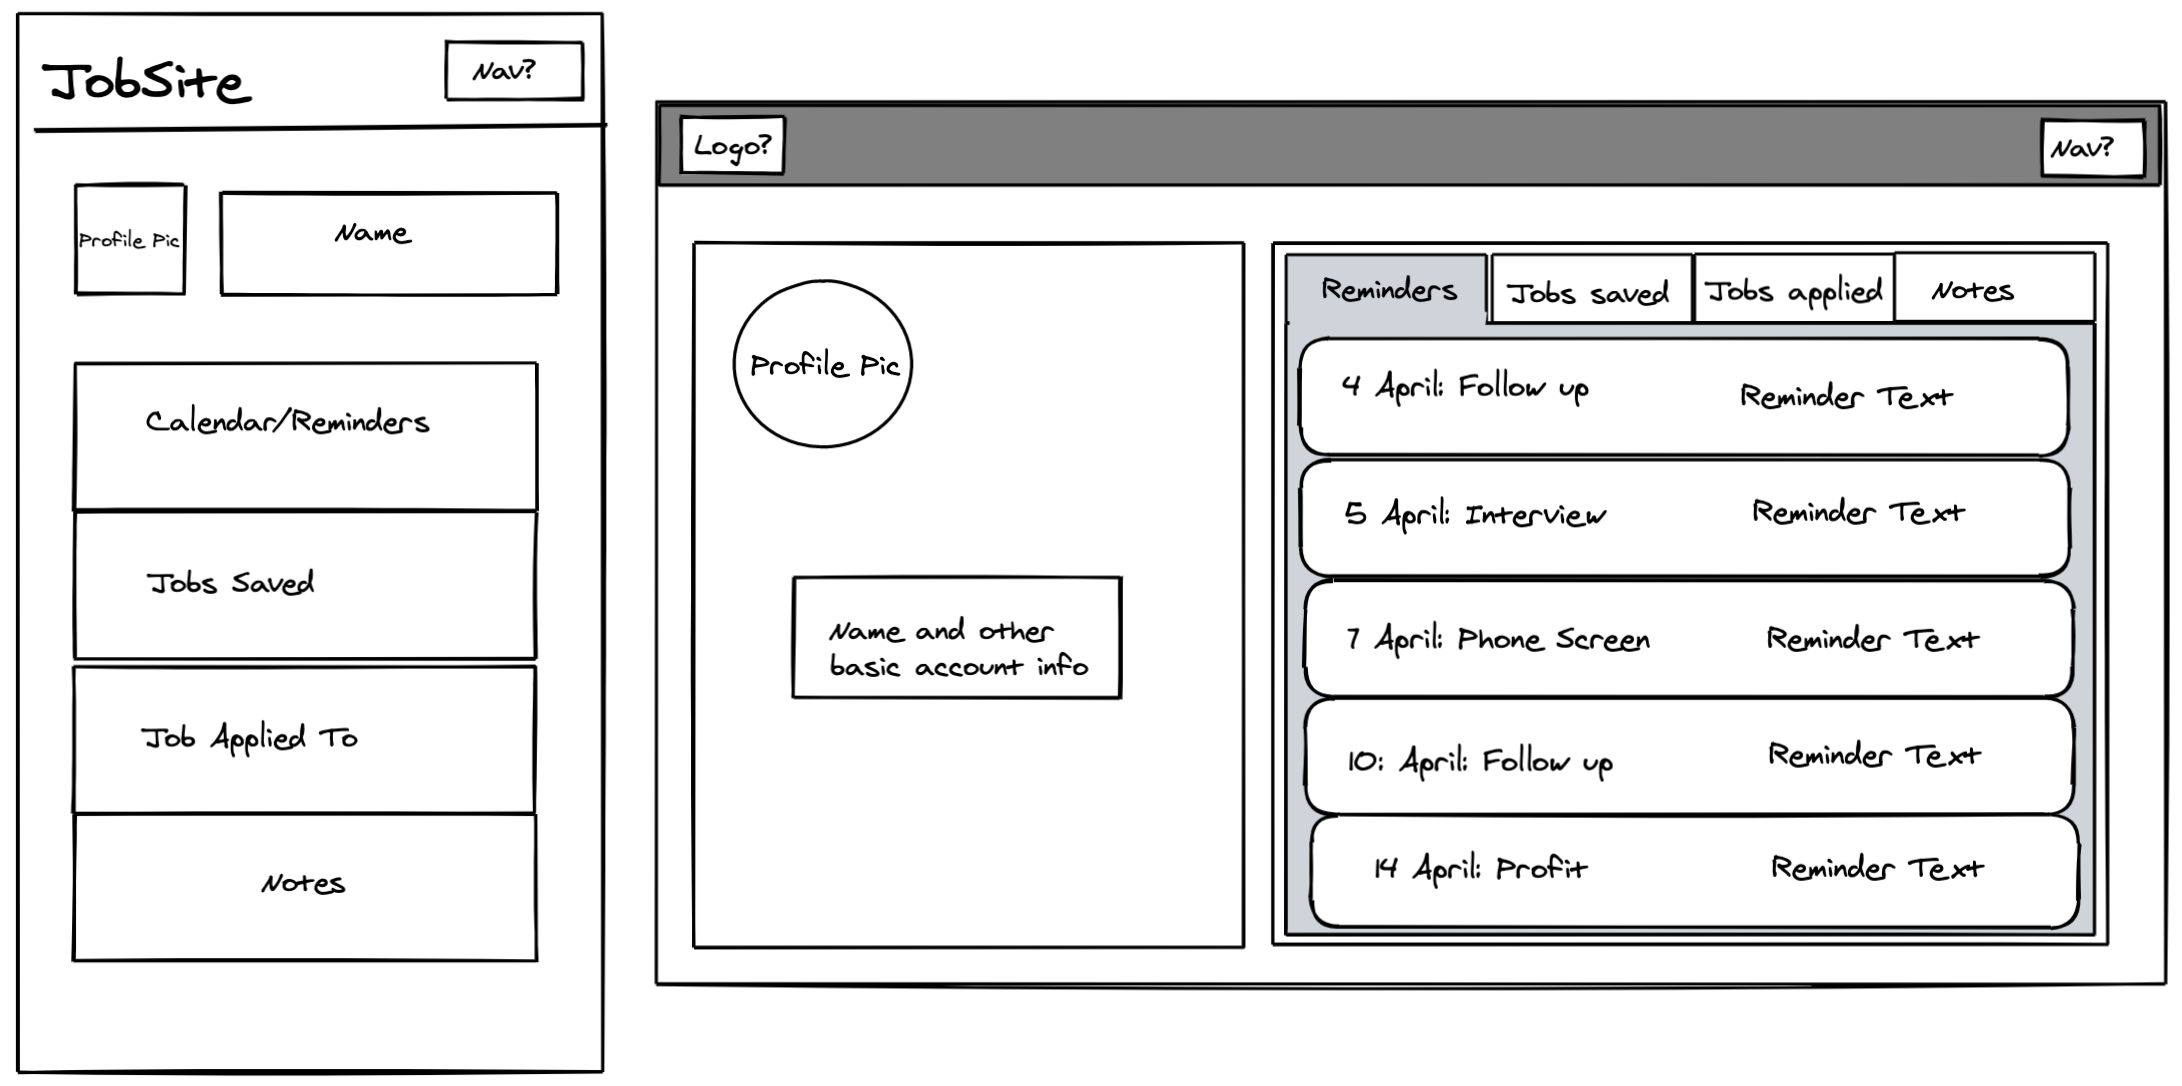 JobSite
Nav?
Profile Pic
Name
Calendar/Reminders
Jobs Saved
Job Applied To
Notes
Logo?
Nav?
Profile Pic
Name and other
basic account info
Reminders
Jobs saved
Jobs applied
Notes
4 April: Follow up
Reminder Text
5 April: Interview
Reminder Text
7 April: Phone Screen
Reminder Text
10: April: Follow up
Reminder Text
14 April: Profit
Reminder Text